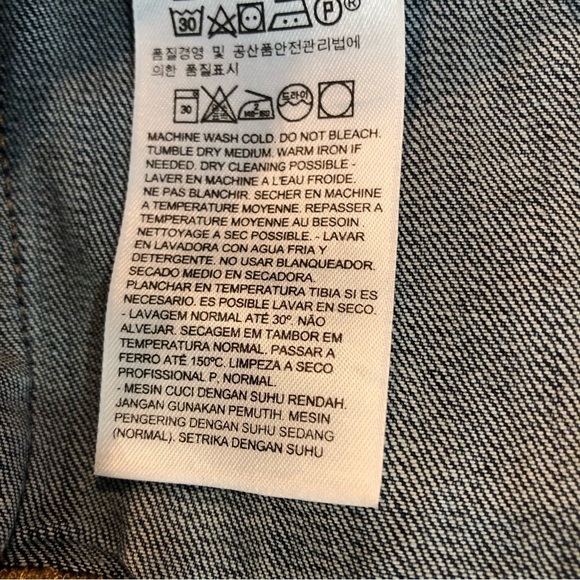 30 P®
품질경영 및 공산품안전관리법에
의한 품질표시
30 2 140-160 드라이
MACHINE WASH COLD. DO NOT BLEACH.
TUMBLE DRY MEDIUM. WARM IRON IF
NEEDED. DRY CLEANING POSSIBLE -
LAVER EN MACHINE A L'EAU FROIDE.
NE PAS BLANCHIR. SECHER EN MACHINE
A TEMPERATURE MOYENNE. REPASSER A
TEMPERATURE MOYENNE AU BESOIN.
NETTOYAGE A SEC POSSIBLE. - LAVAR
EN LAVADORA CON AGUA FRIA Y
DETERGENTE. NO USAR BLANQUEADOR.
SECADO MEDIO EN SECADORA.
PLANCHAR EN TEMPERATURA TIBIA SI ES
NECESARIO. ES POSIBLE LAVAR EN SECO.
- LAVAGEM NORMAL ATÉ 30º. NÃO
ALVEJAR. SECAGEM EM TAMBOR EM
TEMPERATURA NORMAL. PASSAR A
FERRO ATÉ 150ºC. LIMPEZA A SECO
PROFISSIONAL P. NORMAL.
- MESIN CUCI DENGAN SUHU RENDAH.
JANGAN GUNAKAN PEMUTIH. MESIN
PENGERING DENGAN SUHU SEDANG
(NORMAL). SETRIKA DENGAN SUHU